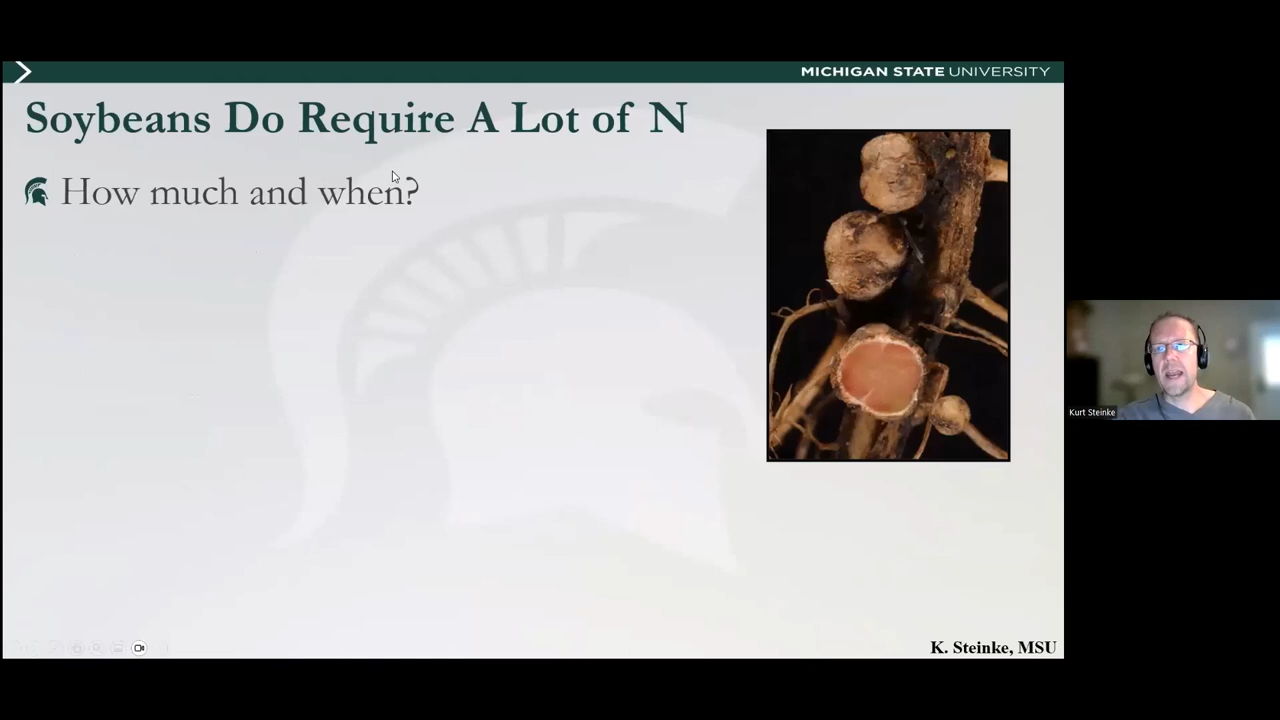 MICHIGAN STATE UNIVERSITY
Soybeans Do Require A Lot of N
How much and when?
Kurt Steinke
K. Steinke, MSU